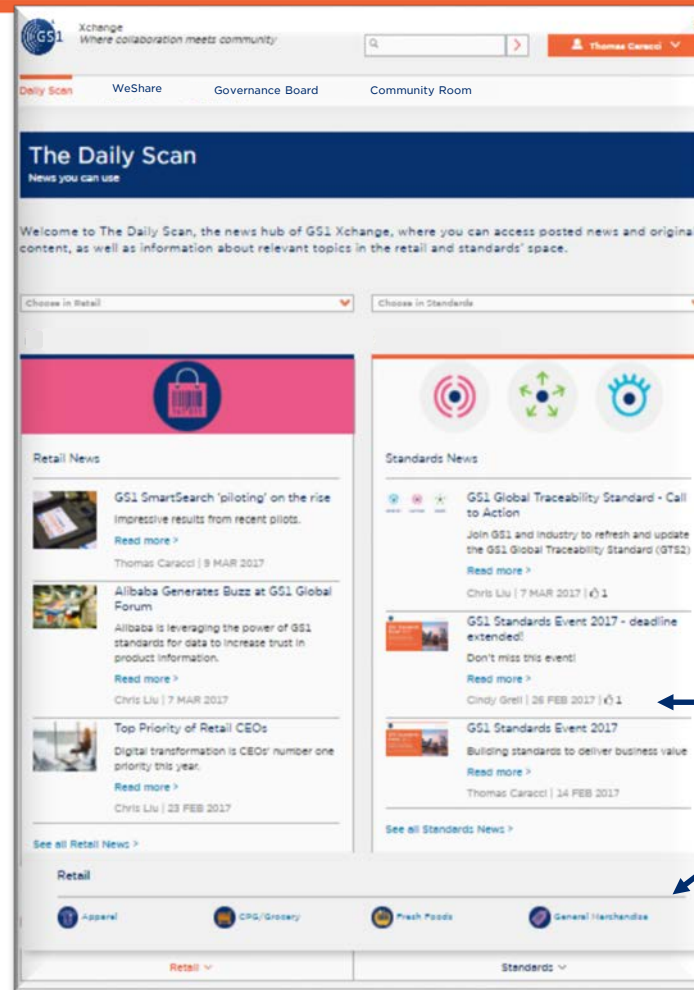 GS1
Xchange
Where collaboration meets community
Thomas Caracci
Daily Scan
WeShare
Governance Board
Community Room
The Daily Scan
News you can use
Welcome to The Daily Scan, the news hub of GS1 Xchange, where you can access posted news and original
content, as well as information about relevant topics in the retail and standards' space.
Choose in Retail
Choose in Standards
Retail News
GS1 SmartSearch 'piloting' on the rise
Impressive results from recent pilots.
Read more >
Thomas Caracci | 9 MAR 2017
Alibaba Generates Buzz at GS1 Global
Forum
Alibaba is leveraging the power of GS1
standards for data to increase trust in
product information.
Read more >
Chris Liu | 7 MAR 2017
Top Priority of Retail CEOs
Digital transformation is CEOs' number one
priority this year.
Read more >
Chris Liu | 23 FEB 2017
See all Retail News >
Standards News
GS1 Global Traceability Standard - Call
to Action
Join GS1 and industry to refresh and update
the GS1 Global Traceability Standard (GTS2)
Read more >
Chris Liu | 7 MAR 2017 | 1
GS1 Standards Event 2017 - deadline
extended!
Don't miss this event!
Read more >
Cindy Grell | 26 FEB 2017 | 1
GS1 Standards Event 2017
Building standards to deliver business value
Read more >
Thomas Caracci | 14 FEB 2017
See all Standards News >
Retail
Apparel
CPG/Grocery
Fresh Foods
General Merchandise
Retail
Standards